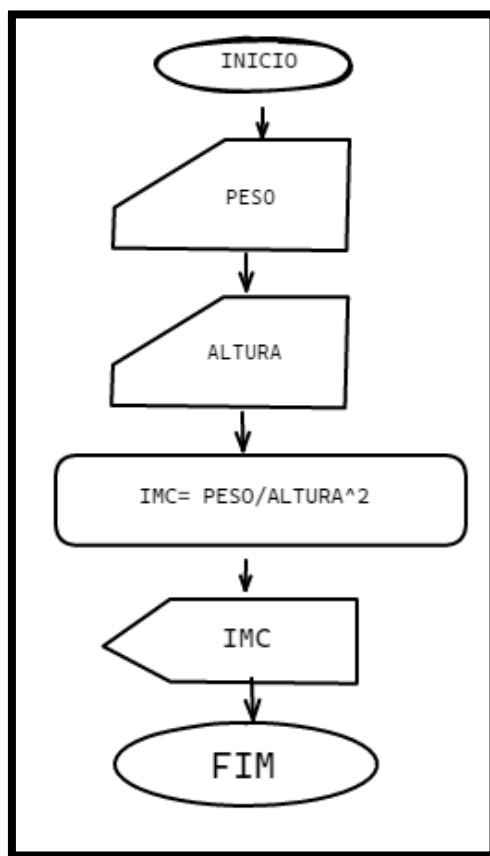 INICIO
PESO
ALTURA
IMC= PESO/ALTURA^2
IMC
FIM